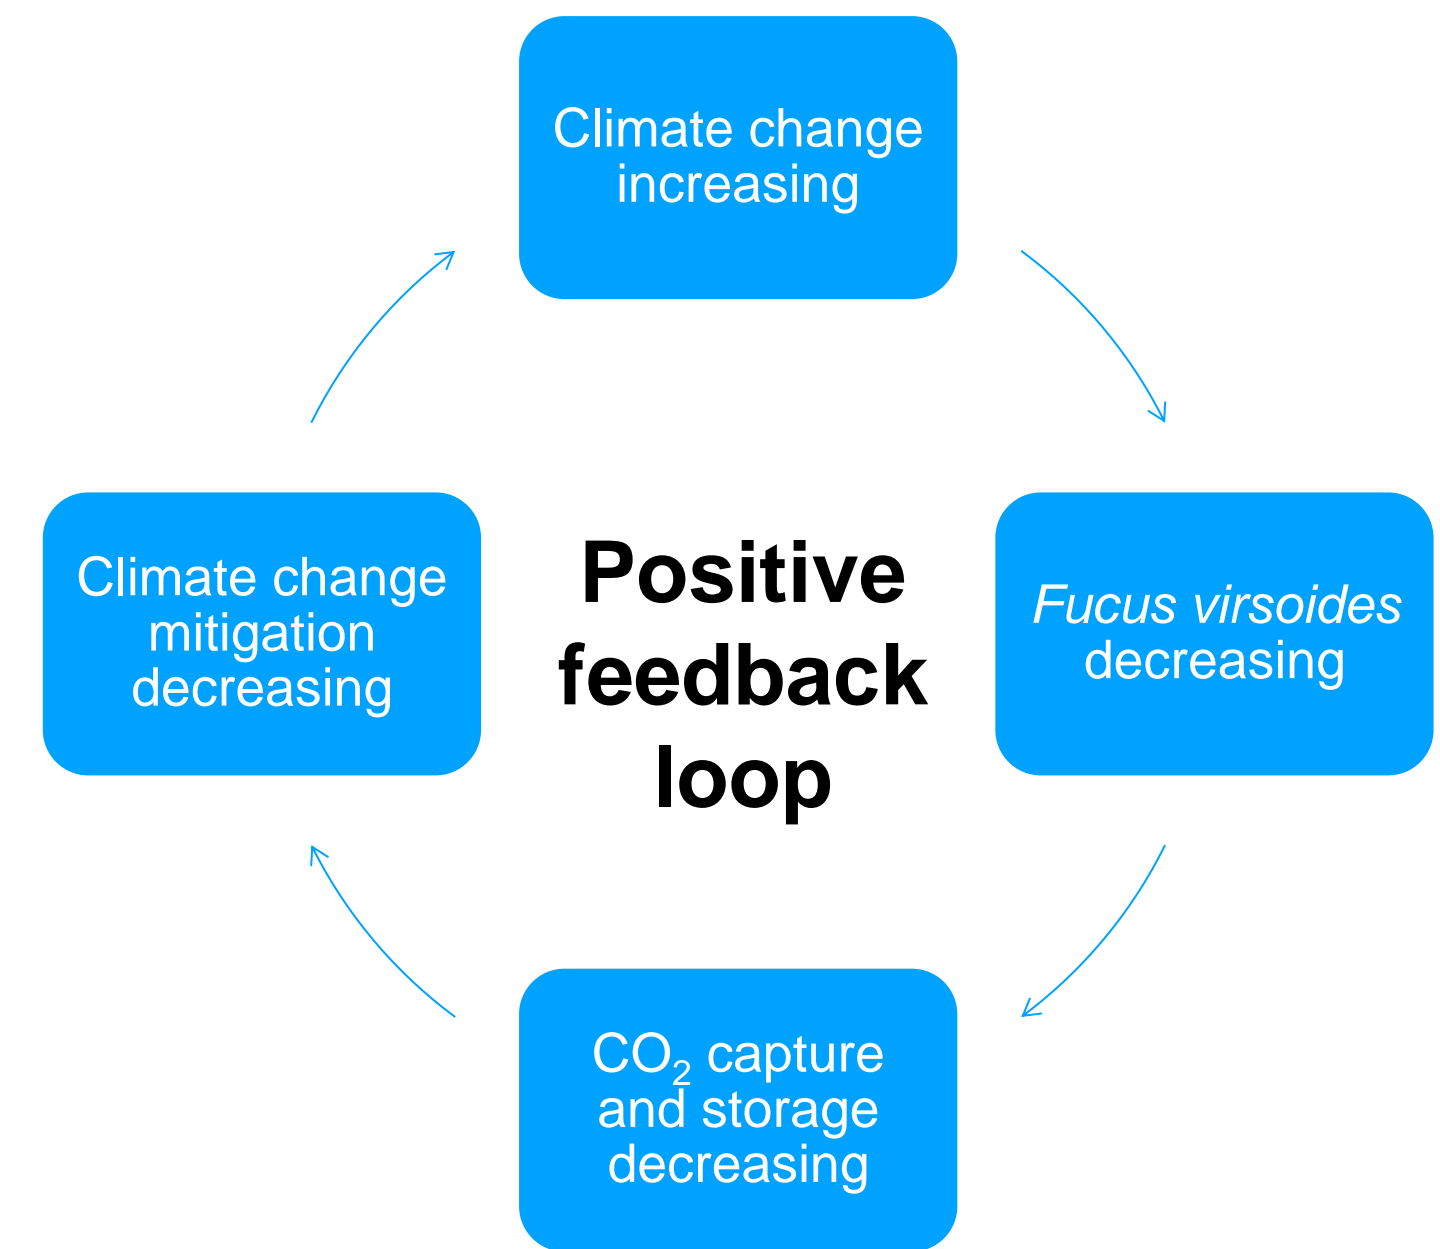 Climate change
increasing
Climate change
mitigation
decreasing
Positive
feedback
loop
Fucus virsoides
decreasing
CO₂ capture
and storage
decreasing